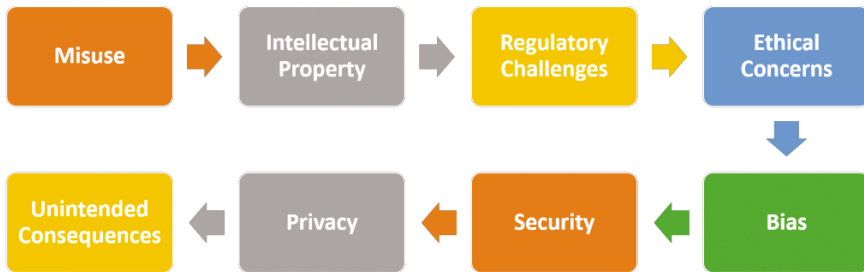 Misuse
Intellectual
Property
Regulatory
Challenges
Ethical
Concerns
Bias
Security
Privacy
Unintended
Consequences